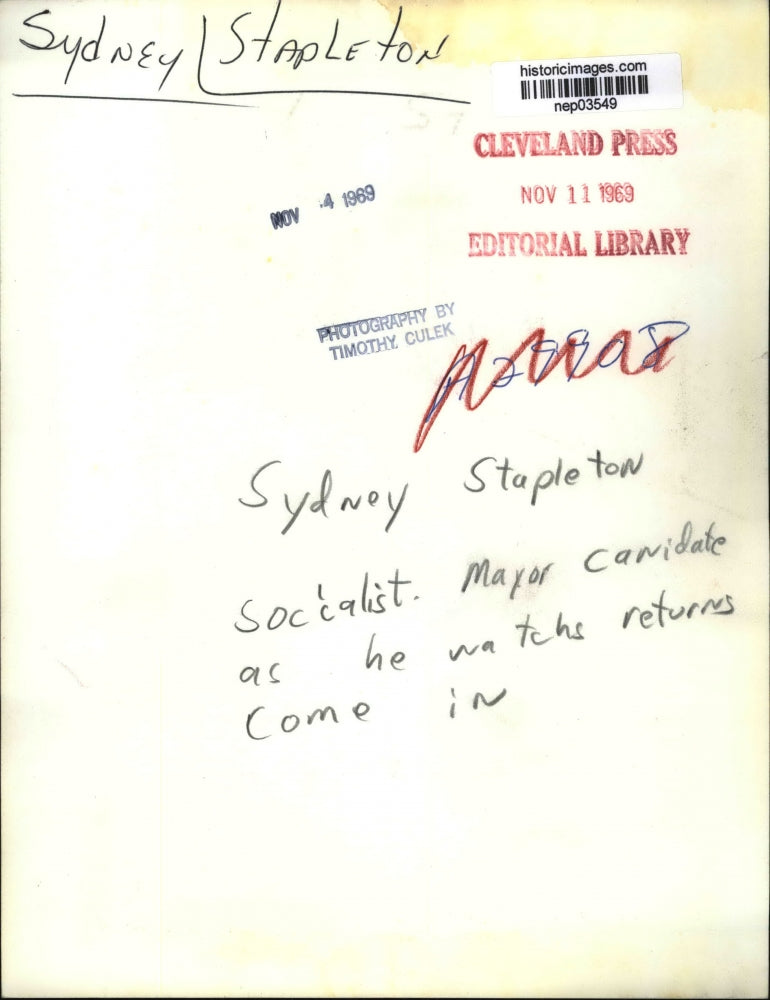 Sydney Stapleton
historicimages.com
nep03549
CLEVELAND PRESS
NOV 11 1969
EDITORIAL LIBRARY
NOV 4 1969
PHOTOGRAPHY BY
TIMOTHY CULEK
Sydney Stapleton
Socialist. Mayor Canidate
as he watchs returns
Come in